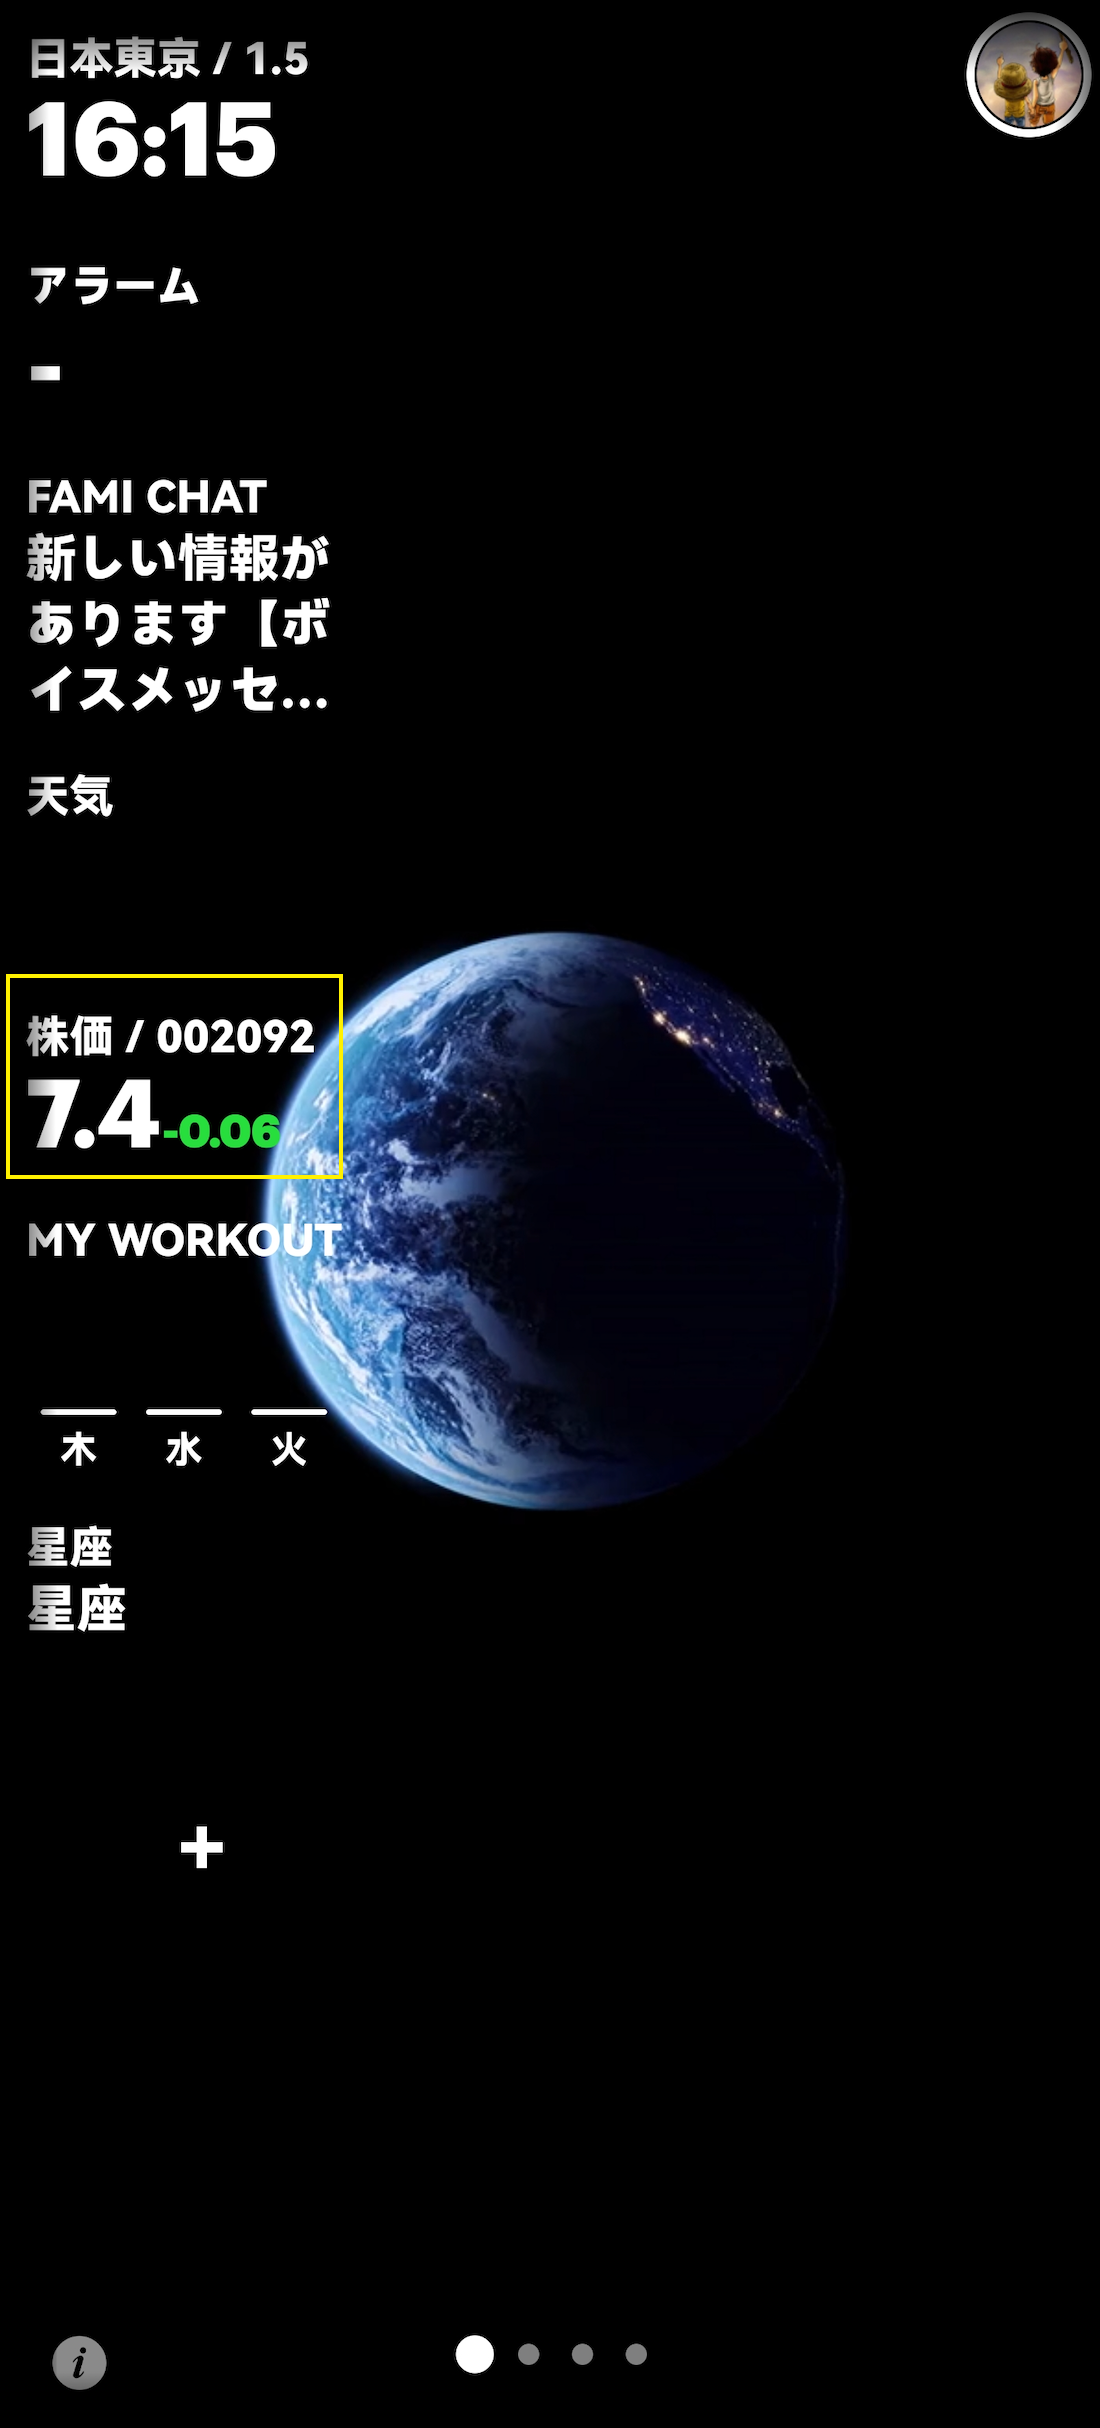 日本東京 / 1.5
16:15
アラーム
-
FAMI CHAT
新しい情報が
あります【ボ
イスメッセ...
天気
株価 / 002092
7.4-0.06
MY WORKOUT
木 水 火
星座
星座
+
i